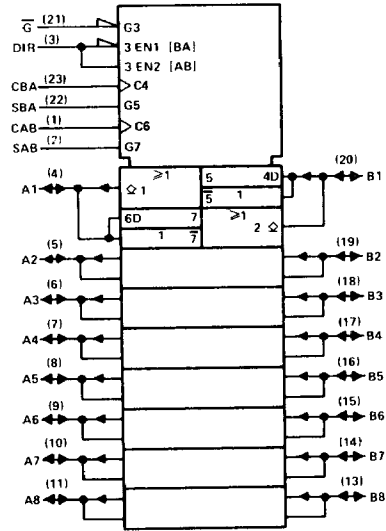 G̅ (21) G3
DIR (3) 3 EN1 [BA]
3 EN2 [AB]
CBA (23) C4
SBA (22) G5
CAB (1) C6
SAB (2) G7
A1 (4) ≥1 5 4D (20) B1
1 5̅ 1
6D 7 ≥1
1 7̅ 2
A2 (5) (19) B2
A3 (6) (18) B3
A4 (7) (17) B4
A5 (8) (16) B5
A6 (9) (15) B6
A7 (10) (14) B7
A8 (11) (13) B8